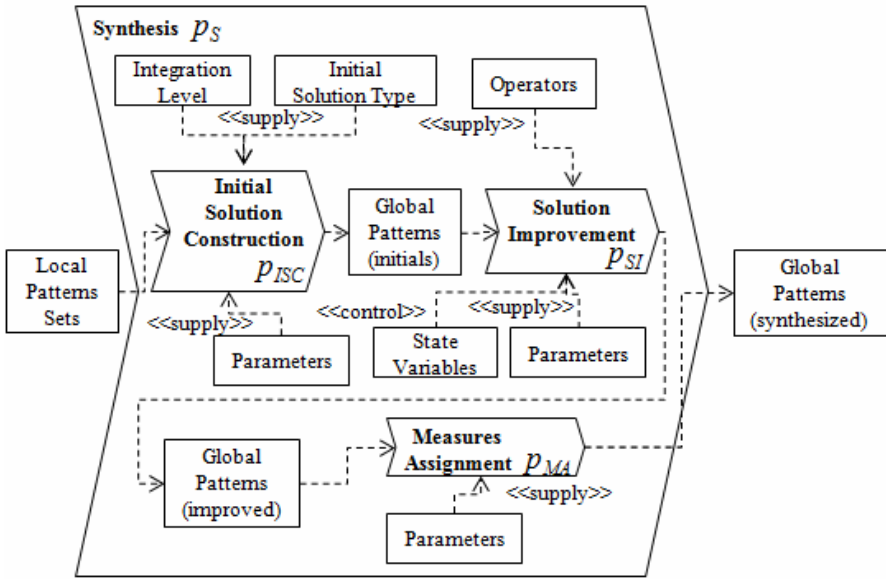 Synthesis p_S
Integration
Level
Initial
Solution Type
Operators
<<supply>>
<<supply>>
Initial
Solution
Construction
p_ISC
Global
Patterns
(initials)
Solution
Improvement
p_SI
Local
Patterns
Sets
Global
Patterns
(synthesized)
<<supply>>
<<control>>
<<supply>>
Parameters
State
Variables
Parameters
Global
Patterns
(improved)
Measures
Assignment p_MA
<<supply>>
Parameters